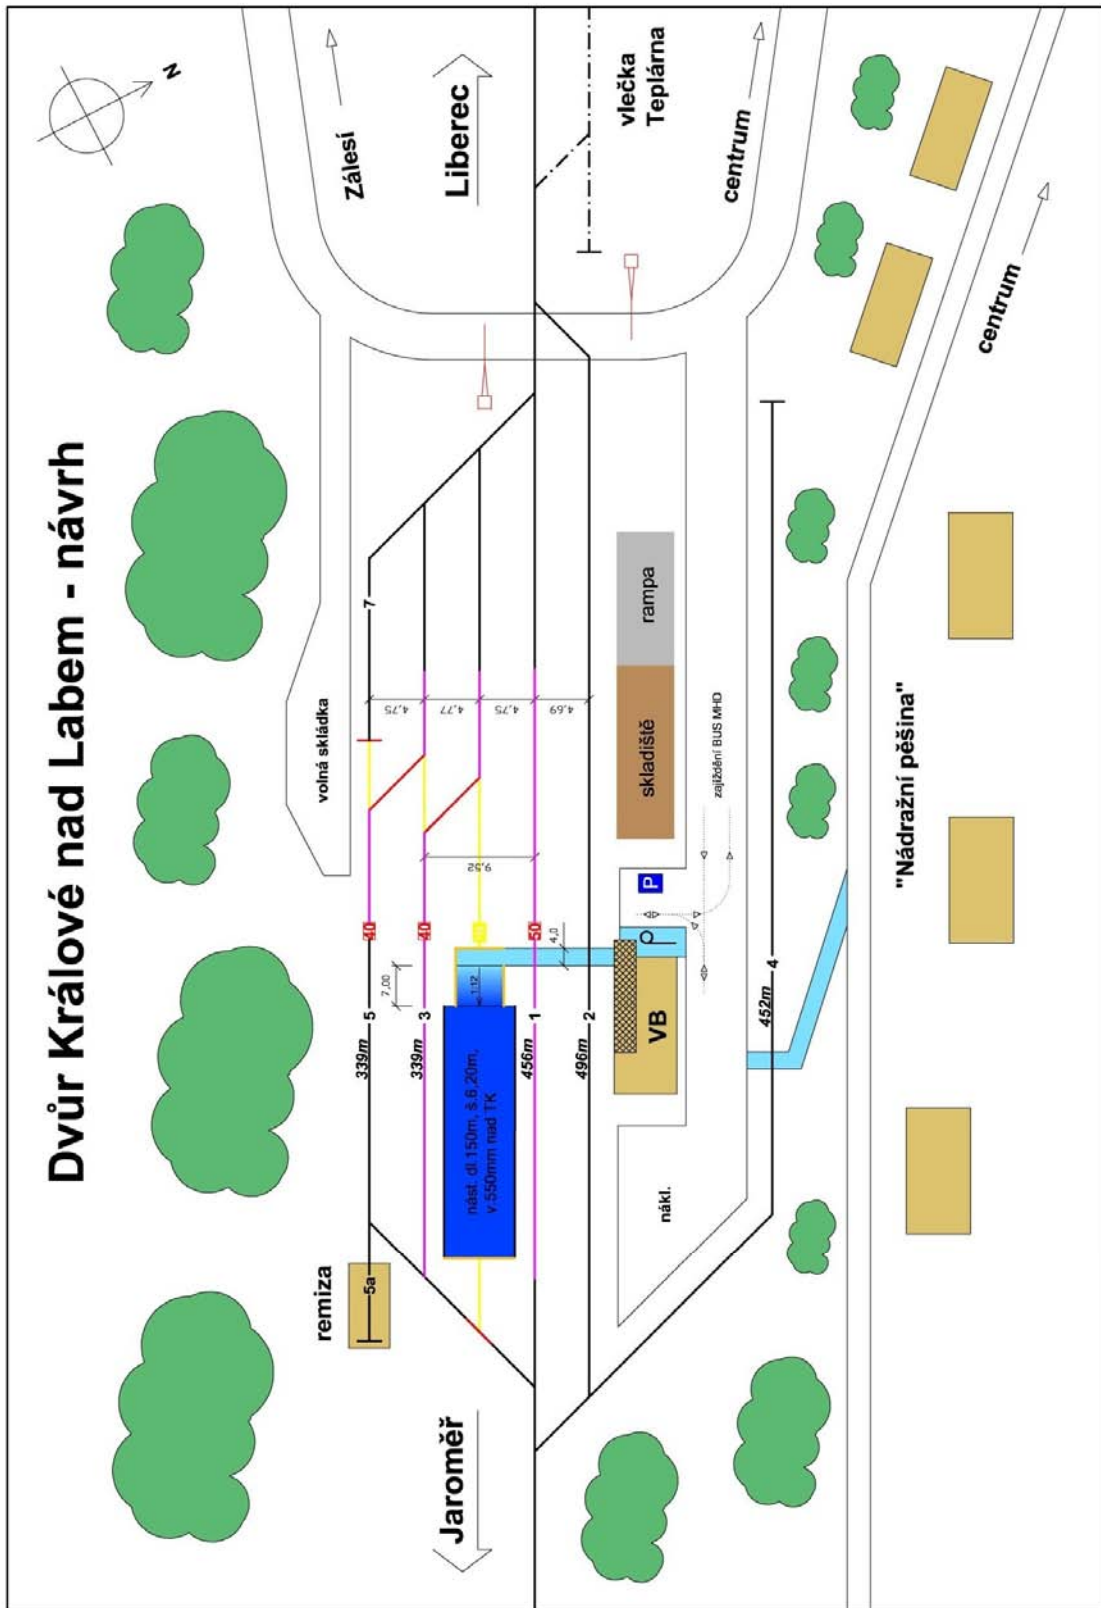 Dvůr Králové nad Labem - návrh
N
Zálesí
Liberec
vlečka
Teplárna
centrum
centrum
volná skládka
7
4,75
4,77
4,75
4,69
9,52
rampa
skladiště
zajíždění BUS MHD
"Nádražní pěšina"
P
40
40
50
4,0
7,00
1:12
339m 5
339m 3
456m 1
496m 2
452m 4
nást. dl.150m, š.6,20m,
v.550mm nad TK
VB
nákl.
remiza
5a
Jaroměř